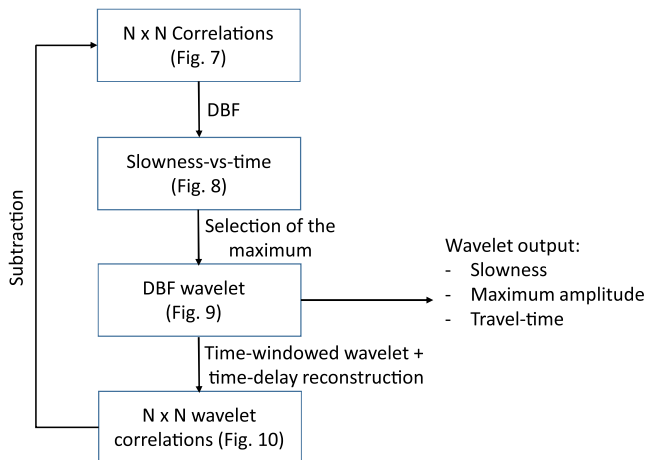 N x N Correlations
(Fig. 7)
DBF
Slowness-vs-time
(Fig. 8)
Selection of the
maximum
Subtraction
DBF wavelet
(Fig. 9)
Wavelet output:
- Slowness
- Maximum amplitude
- Travel-time
Time-windowed wavelet +
time-delay reconstruction
N x N wavelet
correlations (Fig. 10)